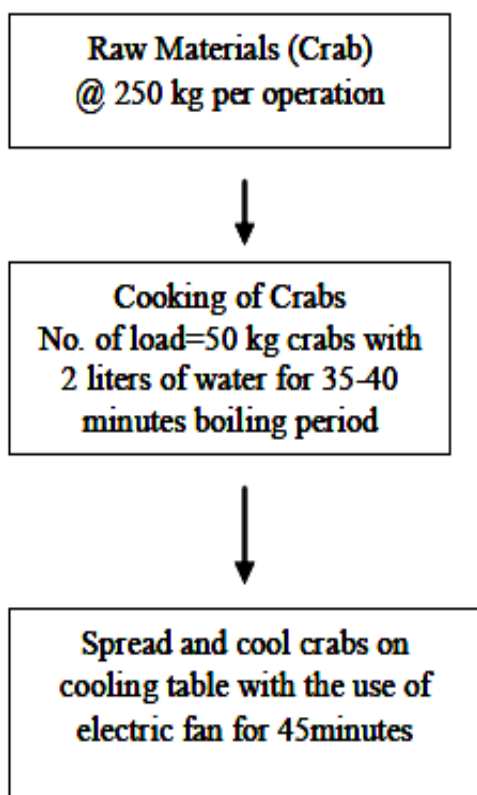 Raw Materials (Crab)
@ 250 kg per operation
Cooking of Crabs
No. of load=50 kg crabs with
2 liters of water for 35-40
minutes boiling period
Spread and cool crabs on
cooling table with the use of
electric fan for 45minutes